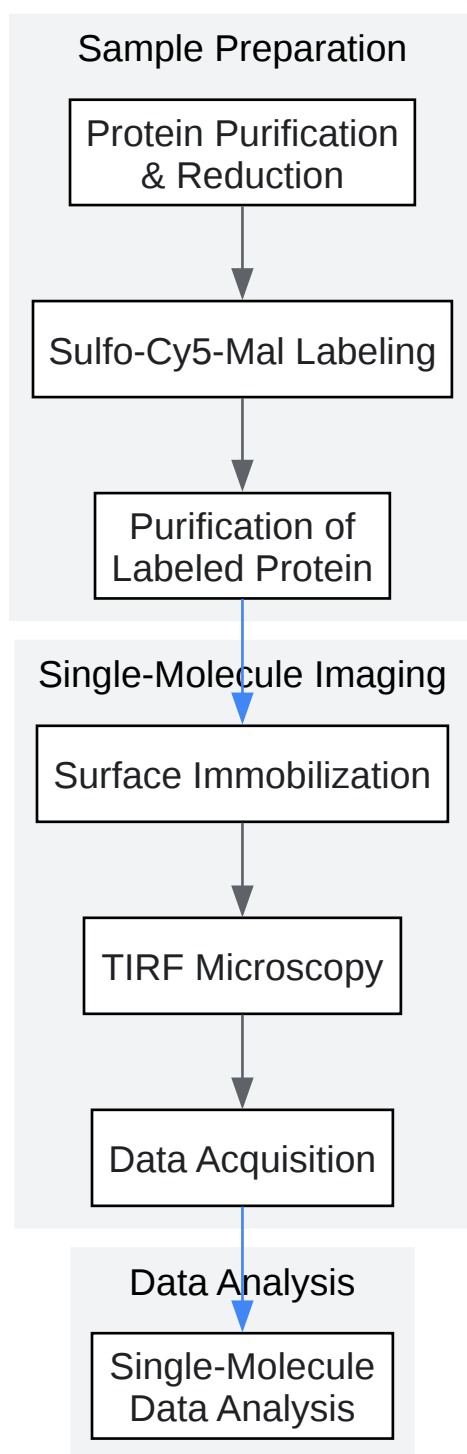 Sample Preparation
Protein Purification
& Reduction
Sulfo-Cy5-Mal Labeling
Purification of
Labeled Protein
Single-Molecule Imaging
Surface Immobilization
TIRF Microscopy
Data Acquisition
Data Analysis
Single-Molecule
Data Analysis